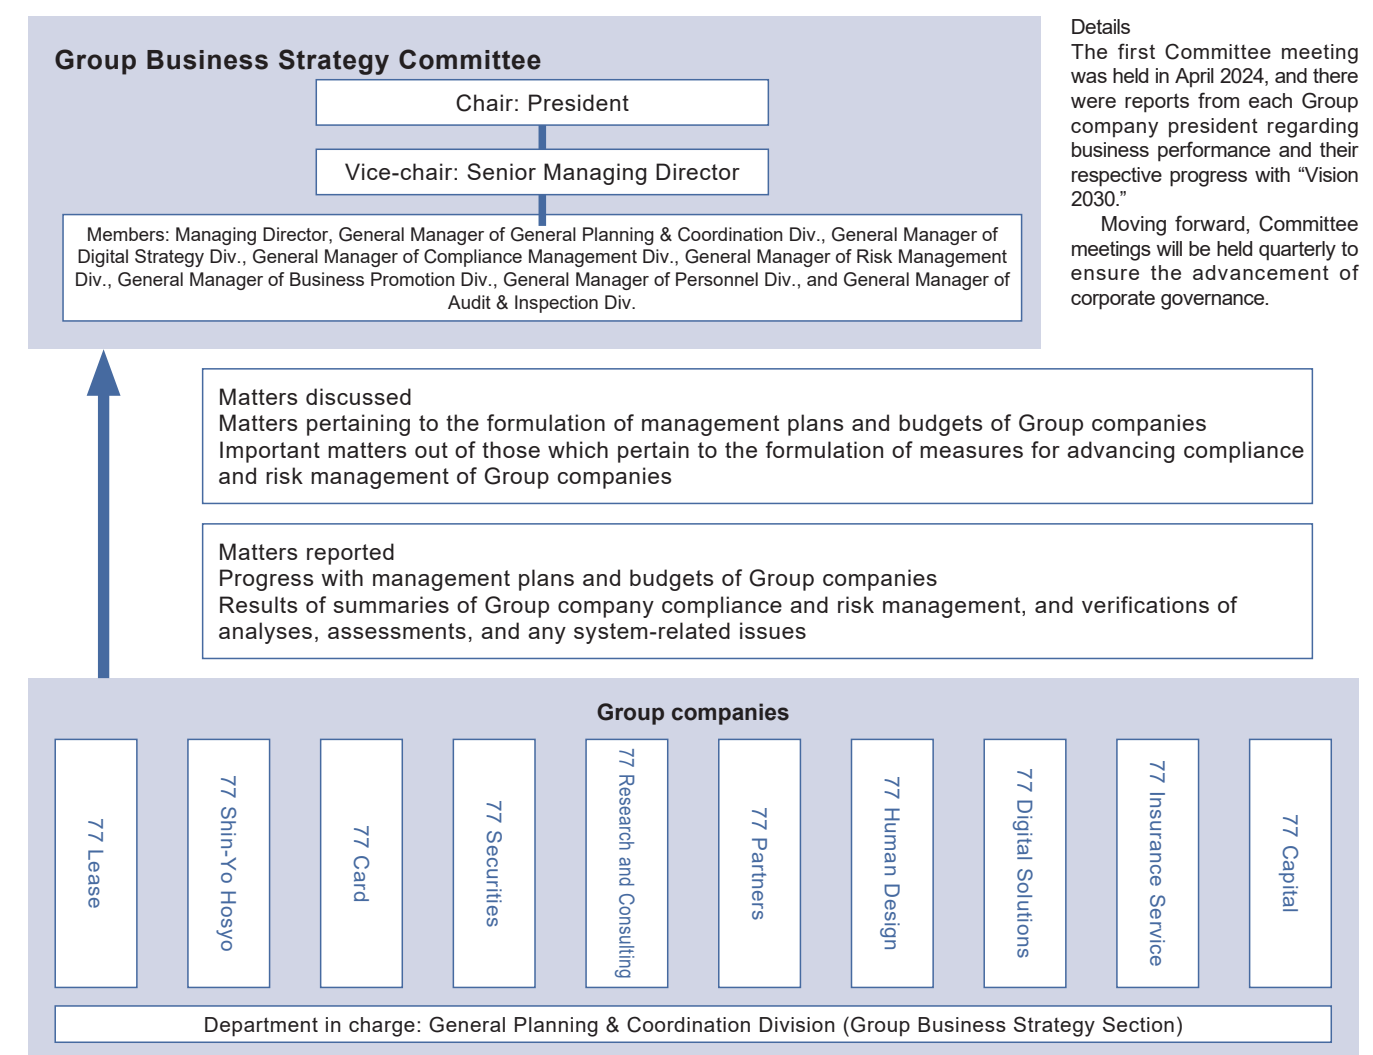 Group Business Strategy Committee
Chair: President
Vice-chair: Senior Managing Director
Members: Managing Director, General Manager of General Planning & Coordination Div., General Manager of
Digital Strategy Div., General Manager of Compliance Management Div., General Manager of Risk Management
Div., General Manager of Business Promotion Div., General Manager of Personnel Div., and General Manager of
Audit & Inspection Div.
Details
The first Committee meeting
was held in April 2024, and there
were reports from each Group
company president regarding
business performance and their
respective progress with “Vision
2030.”
Moving forward, Committee
meetings will be held quarterly to
ensure the advancement of
corporate governance.
Matters discussed
Matters pertaining to the formulation of management plans and budgets of Group companies
Important matters out of those which pertain to the formulation of measures for advancing compliance
and risk management of Group companies
Matters reported
Progress with management plans and budgets of Group companies
Results of summaries of Group company compliance and risk management, and verifications of
analyses, assessments, and any system-related issues
Group companies
77 Lease
77 Shin-Yo Hosyo
77 Card
77 Securities
77 Research and Consulting
77 Partners
77 Human Design
77 Digital Solutions
77 Insurance Service
77 Capital
Department in charge: General Planning & Coordination Division (Group Business Strategy Section)